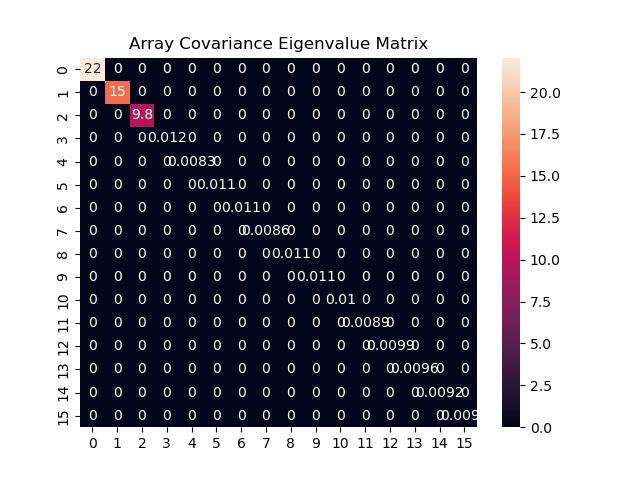 Array Covariance Eigenvalue Matrix
0 22 0 0 0 0 0 0 0 0 0 0 0 0 0 0 0
1 0 15 0 0 0 0 0 0 0 0 0 0 0 0 0 0
2 0 0 9.8 0 0 0 0 0 0 0 0 0 0 0 0 0
3 0 0 0 0.012 0 0 0 0 0 0 0 0 0 0 0 0
4 0 0 0 0 0.0083 0 0 0 0 0 0 0 0 0 0 0
5 0 0 0 0 0 0.011 0 0 0 0 0 0 0 0 0 0
6 0 0 0 0 0 0 0.011 0 0 0 0 0 0 0 0 0
7 0 0 0 0 0 0 0 0.0086 0 0 0 0 0 0 0 0
8 0 0 0 0 0 0 0 0 0.011 0 0 0 0 0 0 0
9 0 0 0 0 0 0 0 0 0 0.011 0 0 0 0 0 0
10 0 0 0 0 0 0 0 0 0 0 0.01 0 0 0 0 0
11 0 0 0 0 0 0 0 0 0 0 0 0.0089 0 0 0 0
12 0 0 0 0 0 0 0 0 0 0 0 0 0.0099 0 0 0
13 0 0 0 0 0 0 0 0 0 0 0 0 0 0.0096 0 0
14 0 0 0 0 0 0 0 0 0 0 0 0 0 0 0.0092 0
15 0 0 0 0 0 0 0 0 0 0 0 0 0 0 0 0.009
0 1 2 3 4 5 6 7 8 9 10 11 12 13 14 15
20.0
17.5
15.0
12.5
10.0
7.5
5.0
2.5
0.0